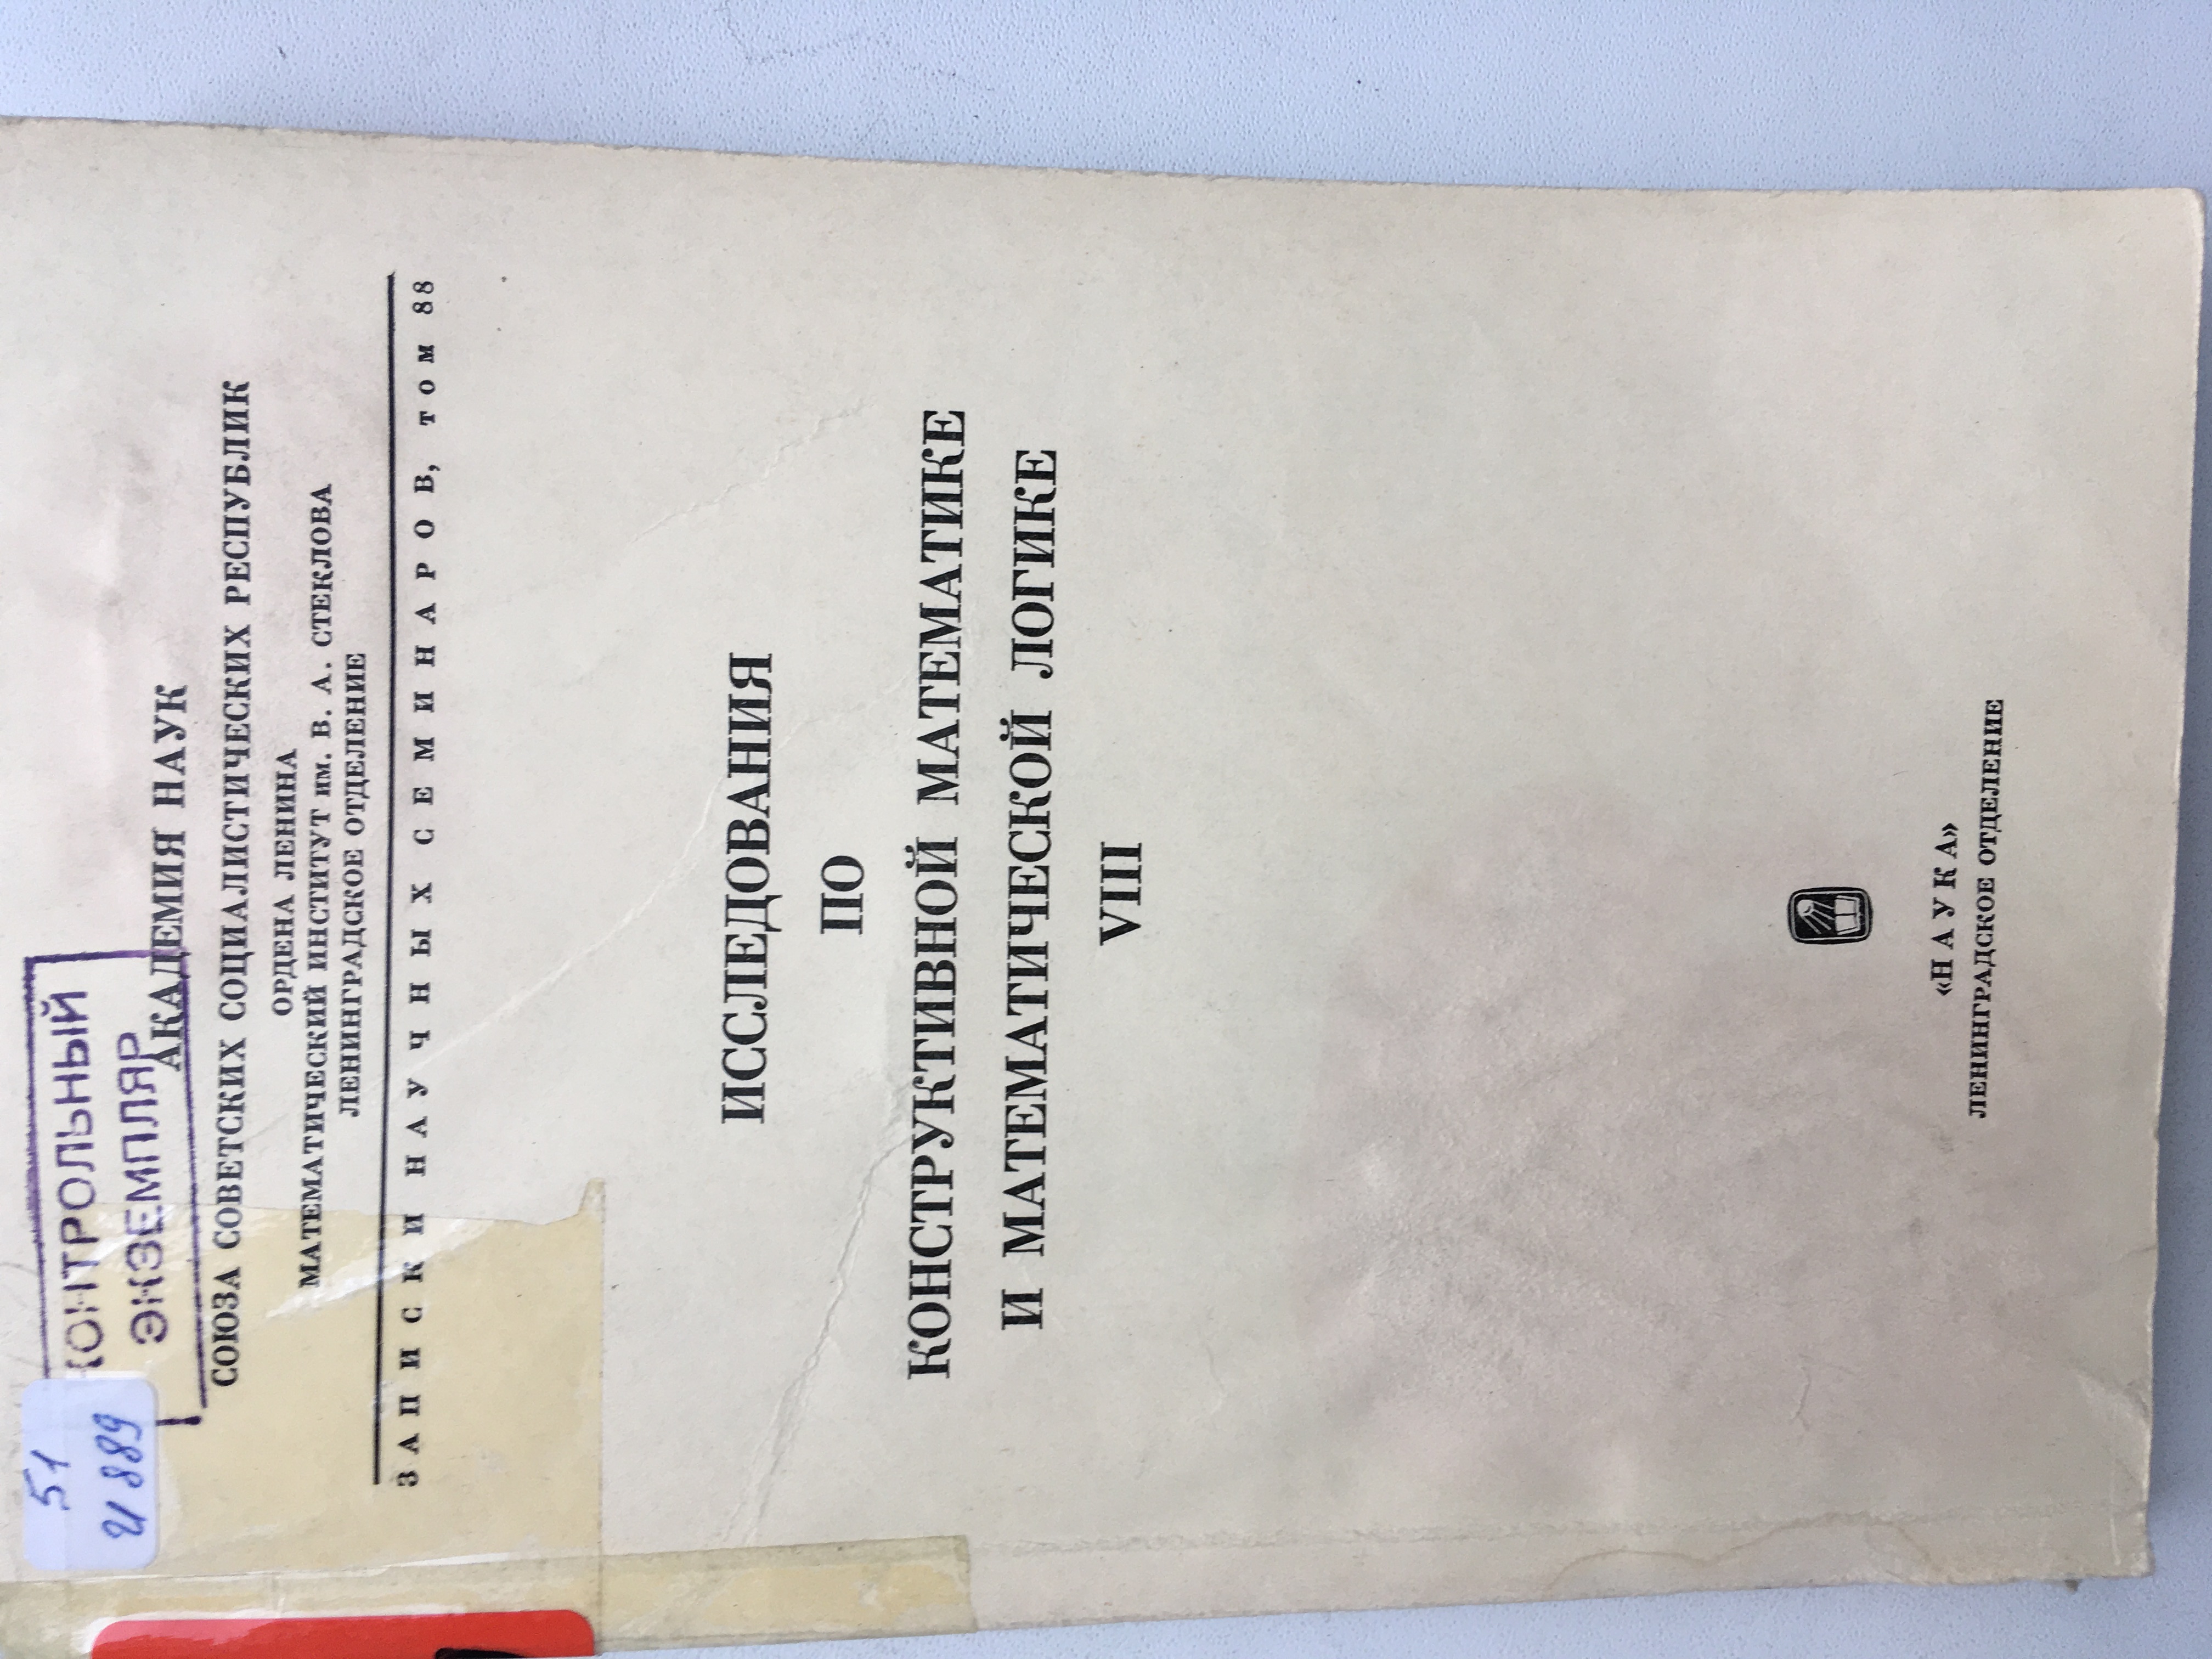 51
И 889
КОНТРОЛЬНЫЙ
ЭКЗЕМПЛЯР
АКАДЕМИЯ НАУК
СОЮЗА СОВЕТСКИХ СОЦИАЛИСТИЧЕСКИХ РЕСПУБЛИК
ОРДЕНА ЛЕНИНА
МАТЕМАТИЧЕСКИЙ ИНСТИТУТ им. В. А. СТЕКЛОВА
ЛЕНИНГРАДСКОЕ ОТДЕЛЕНИЕ
ЗАПИСКИ НАУЧНЫХ СЕМИНАРОВ, том 88
ИССЛЕДОВАНИЯ
ПО
КОНСТРУКТИВНОЙ МАТЕМАТИКЕ
И МАТЕМАТИЧЕСКОЙ ЛОГИКЕ
VIII
«НАУКА»
ЛЕНИНГРАДСКОЕ ОТДЕЛЕНИЕ